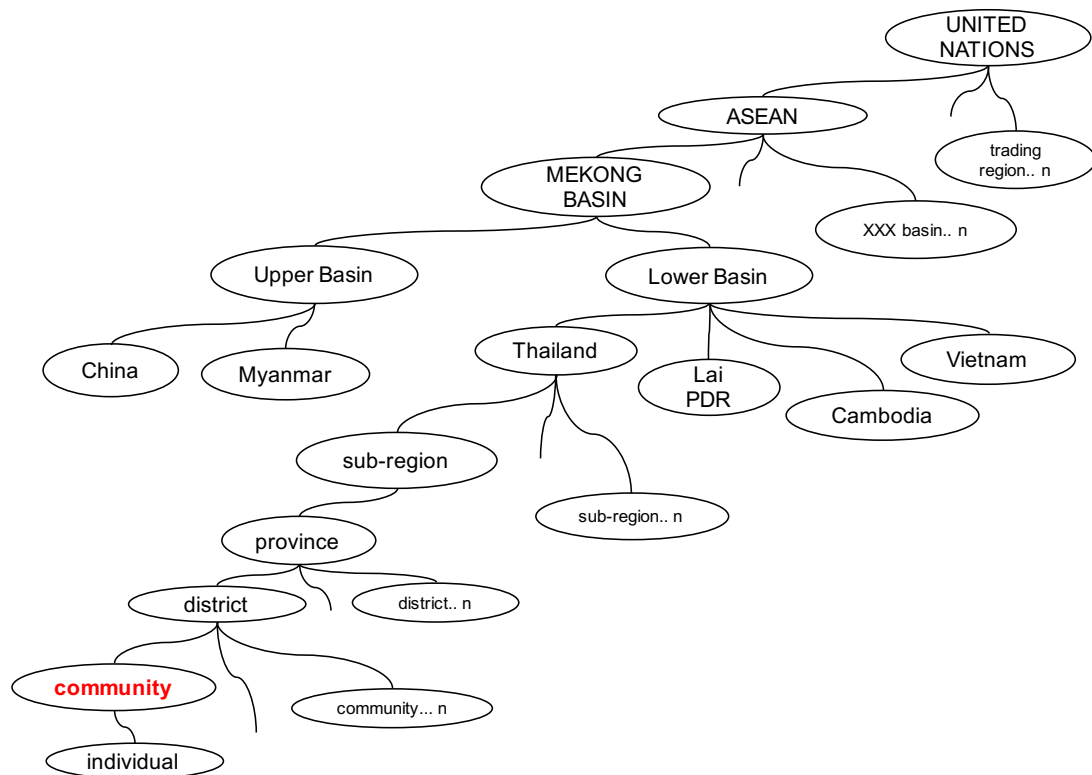 UNITED
NATIONS
ASEAN
trading
region.. n
MEKONG
BASIN
XXX basin.. n
Upper Basin
Lower Basin
China
Myanmar
Thailand
Lai
PDR
Cambodia
Vietnam
sub-region
sub-region.. n
province
district
district.. n
community
community... n
individual